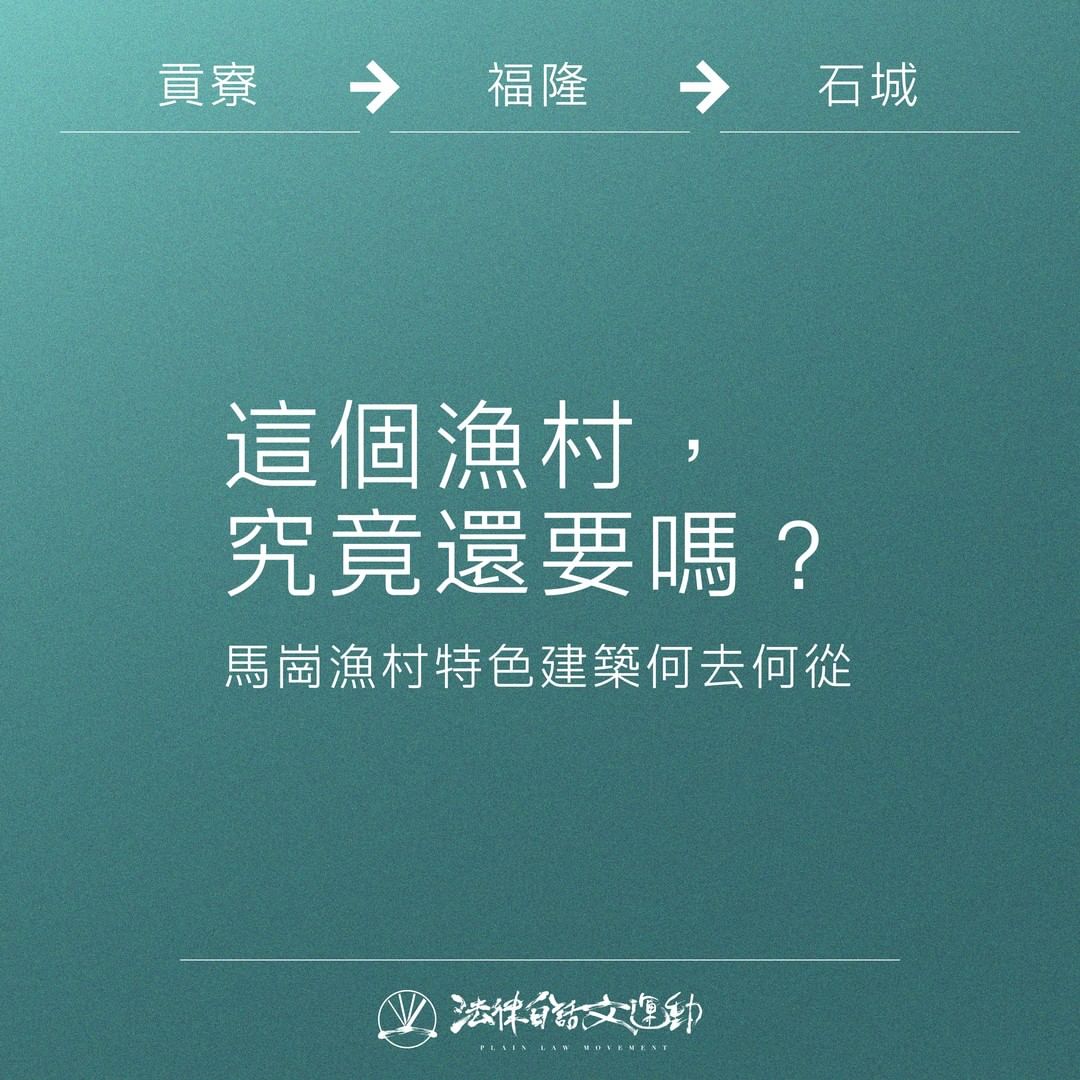 貢寮 → 福隆 → 石城
這個漁村，
究竟還要嗎？
馬崗漁村特色建築何去何從
法律白話文運動
PLAIN LAW MOVEMENT